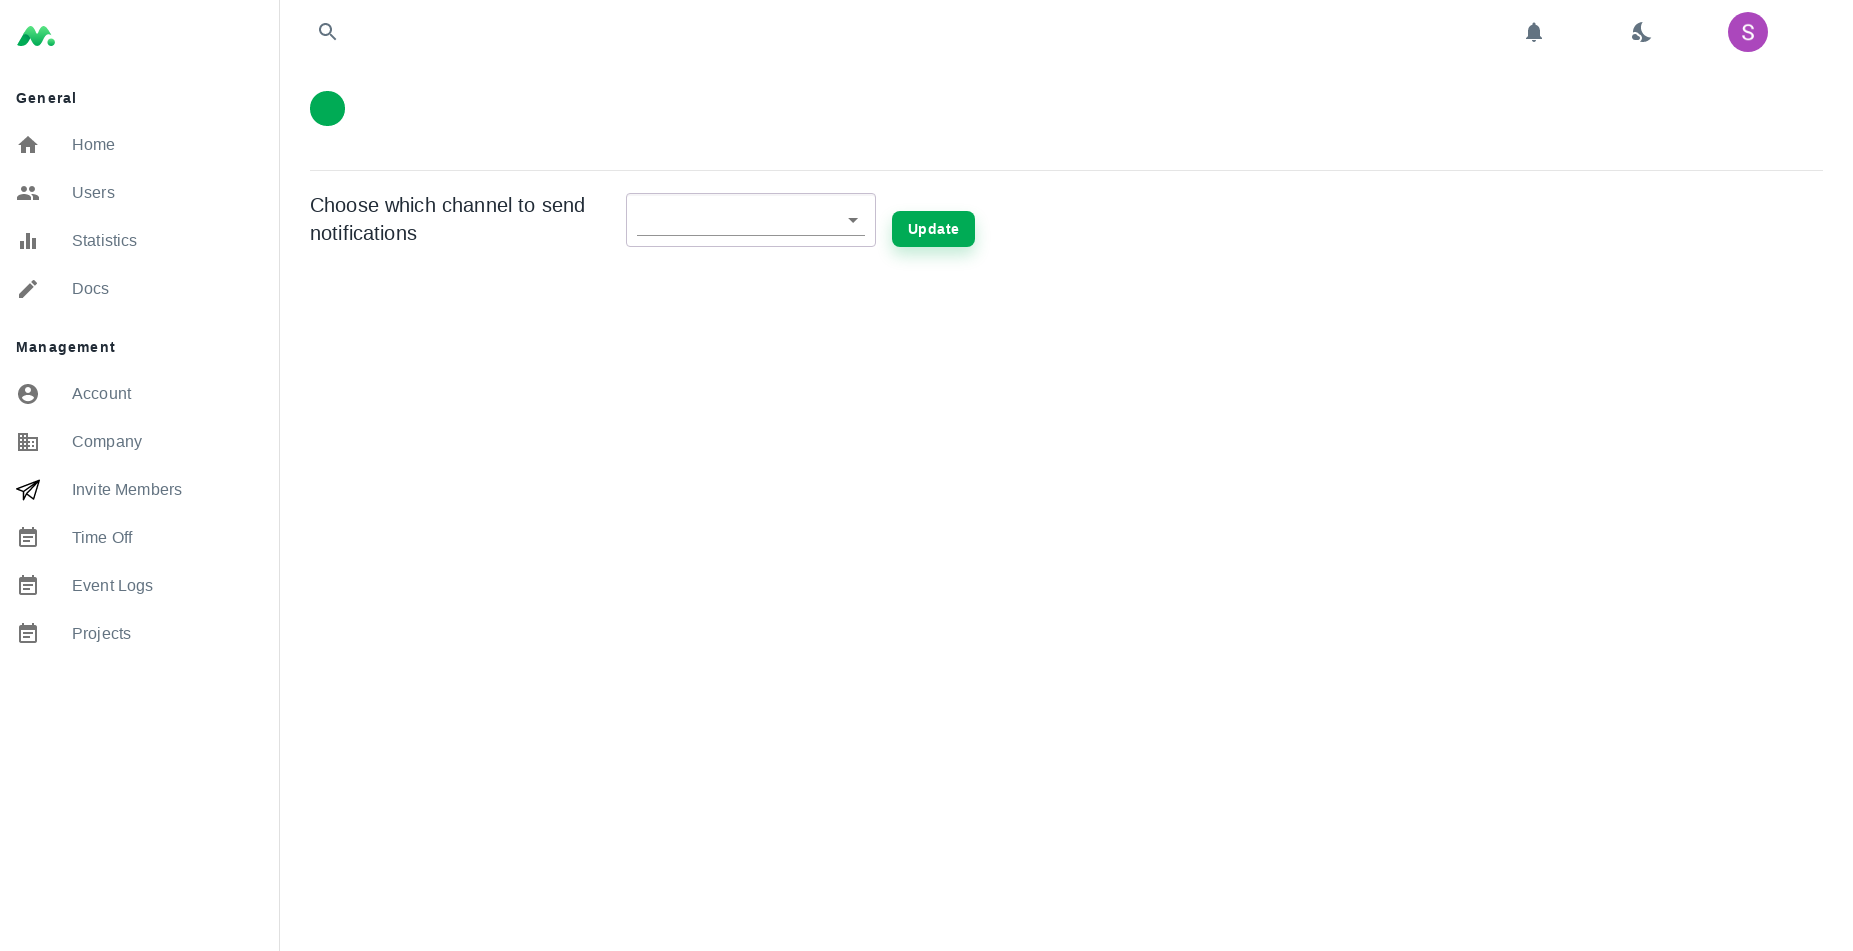 General
Home
Users
Statistics
Docs
Management
Account
Company
Invite Members
Time Off
Event Logs
Projects
S
Choose which channel to send
notifications
Update